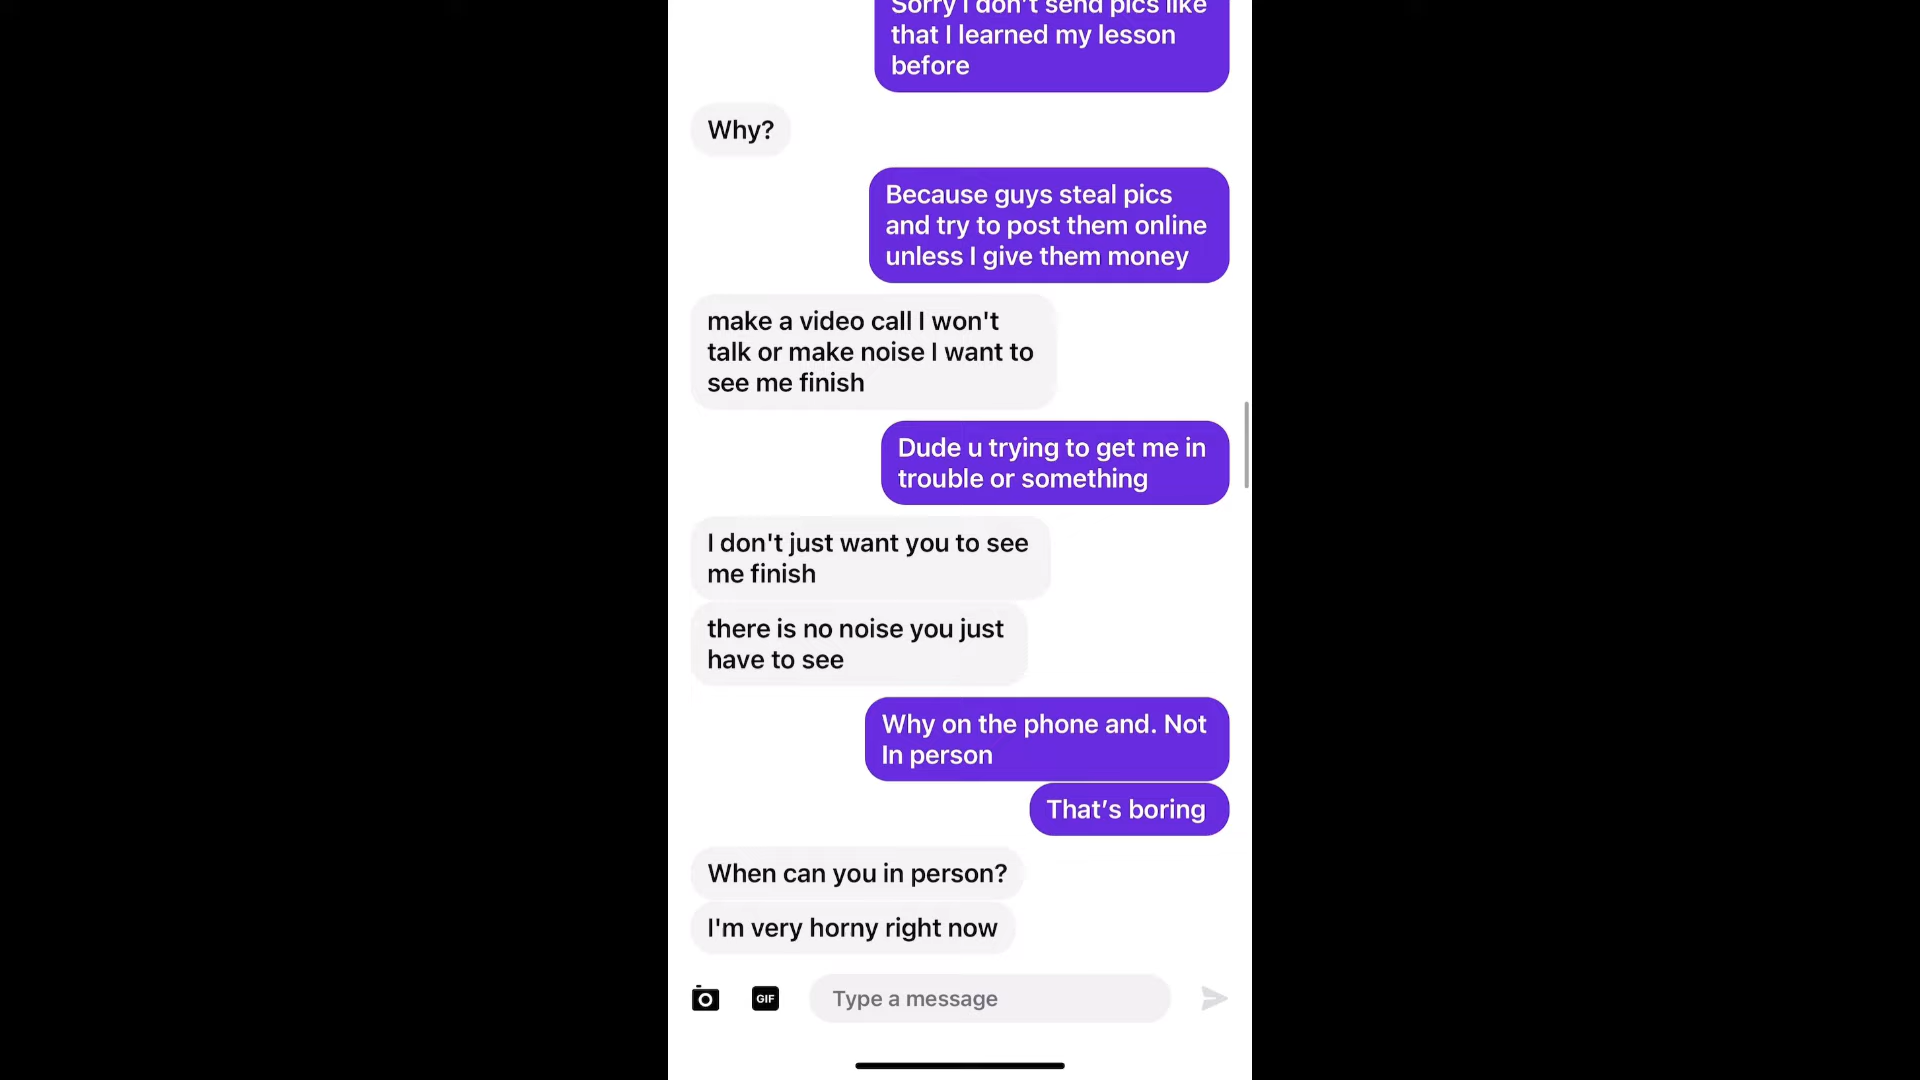 Sorry I don't send pics like
that I learned my lesson
before
Why?
Because guys steal pics
and try to post them online
unless I give them money
make a video call I won't
talk or make noise I want to
see me finish
Dude u trying to get me in
trouble or something
I don't just want you to see
me finish
there is no noise you just
have to see
Why on the phone and. Not
In person
That’s boring
When can you in person?
I'm very horny right now
GIF
Type a message